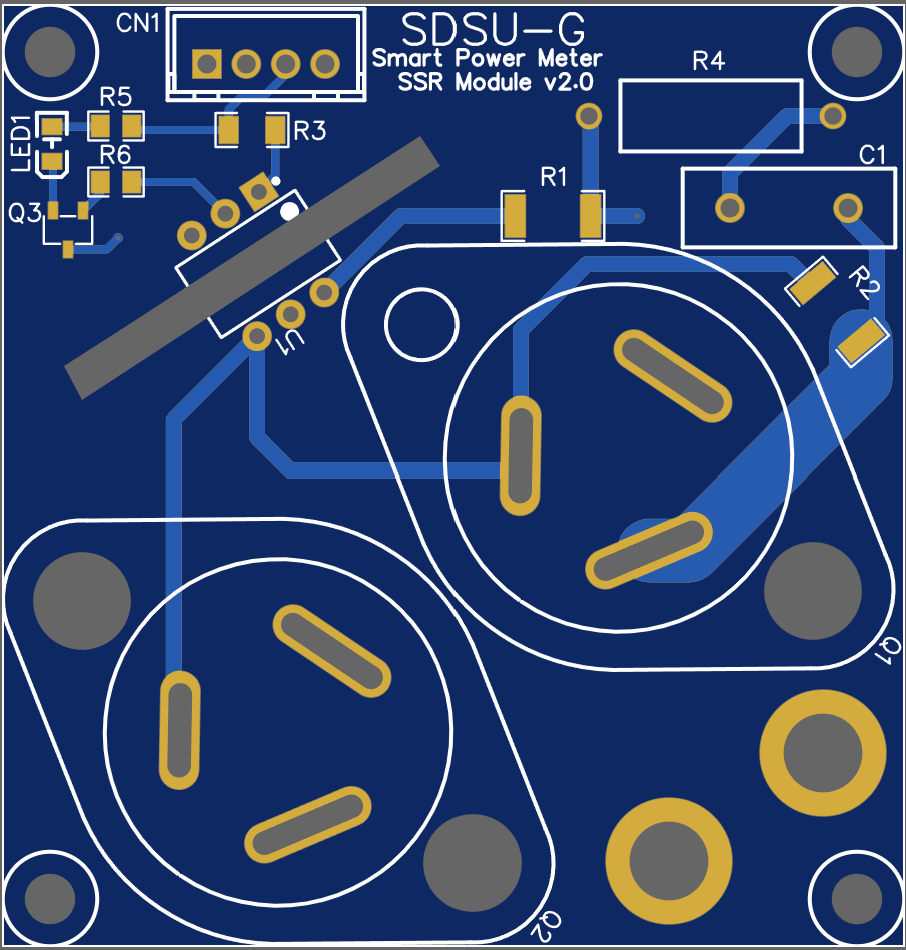 CN1
SDSU-G
Smart Power Meter
SSR Module v2.0
R4
R5
LED1
R3
R6
C1
R1
Q3
R2
U1
Q1
Q2